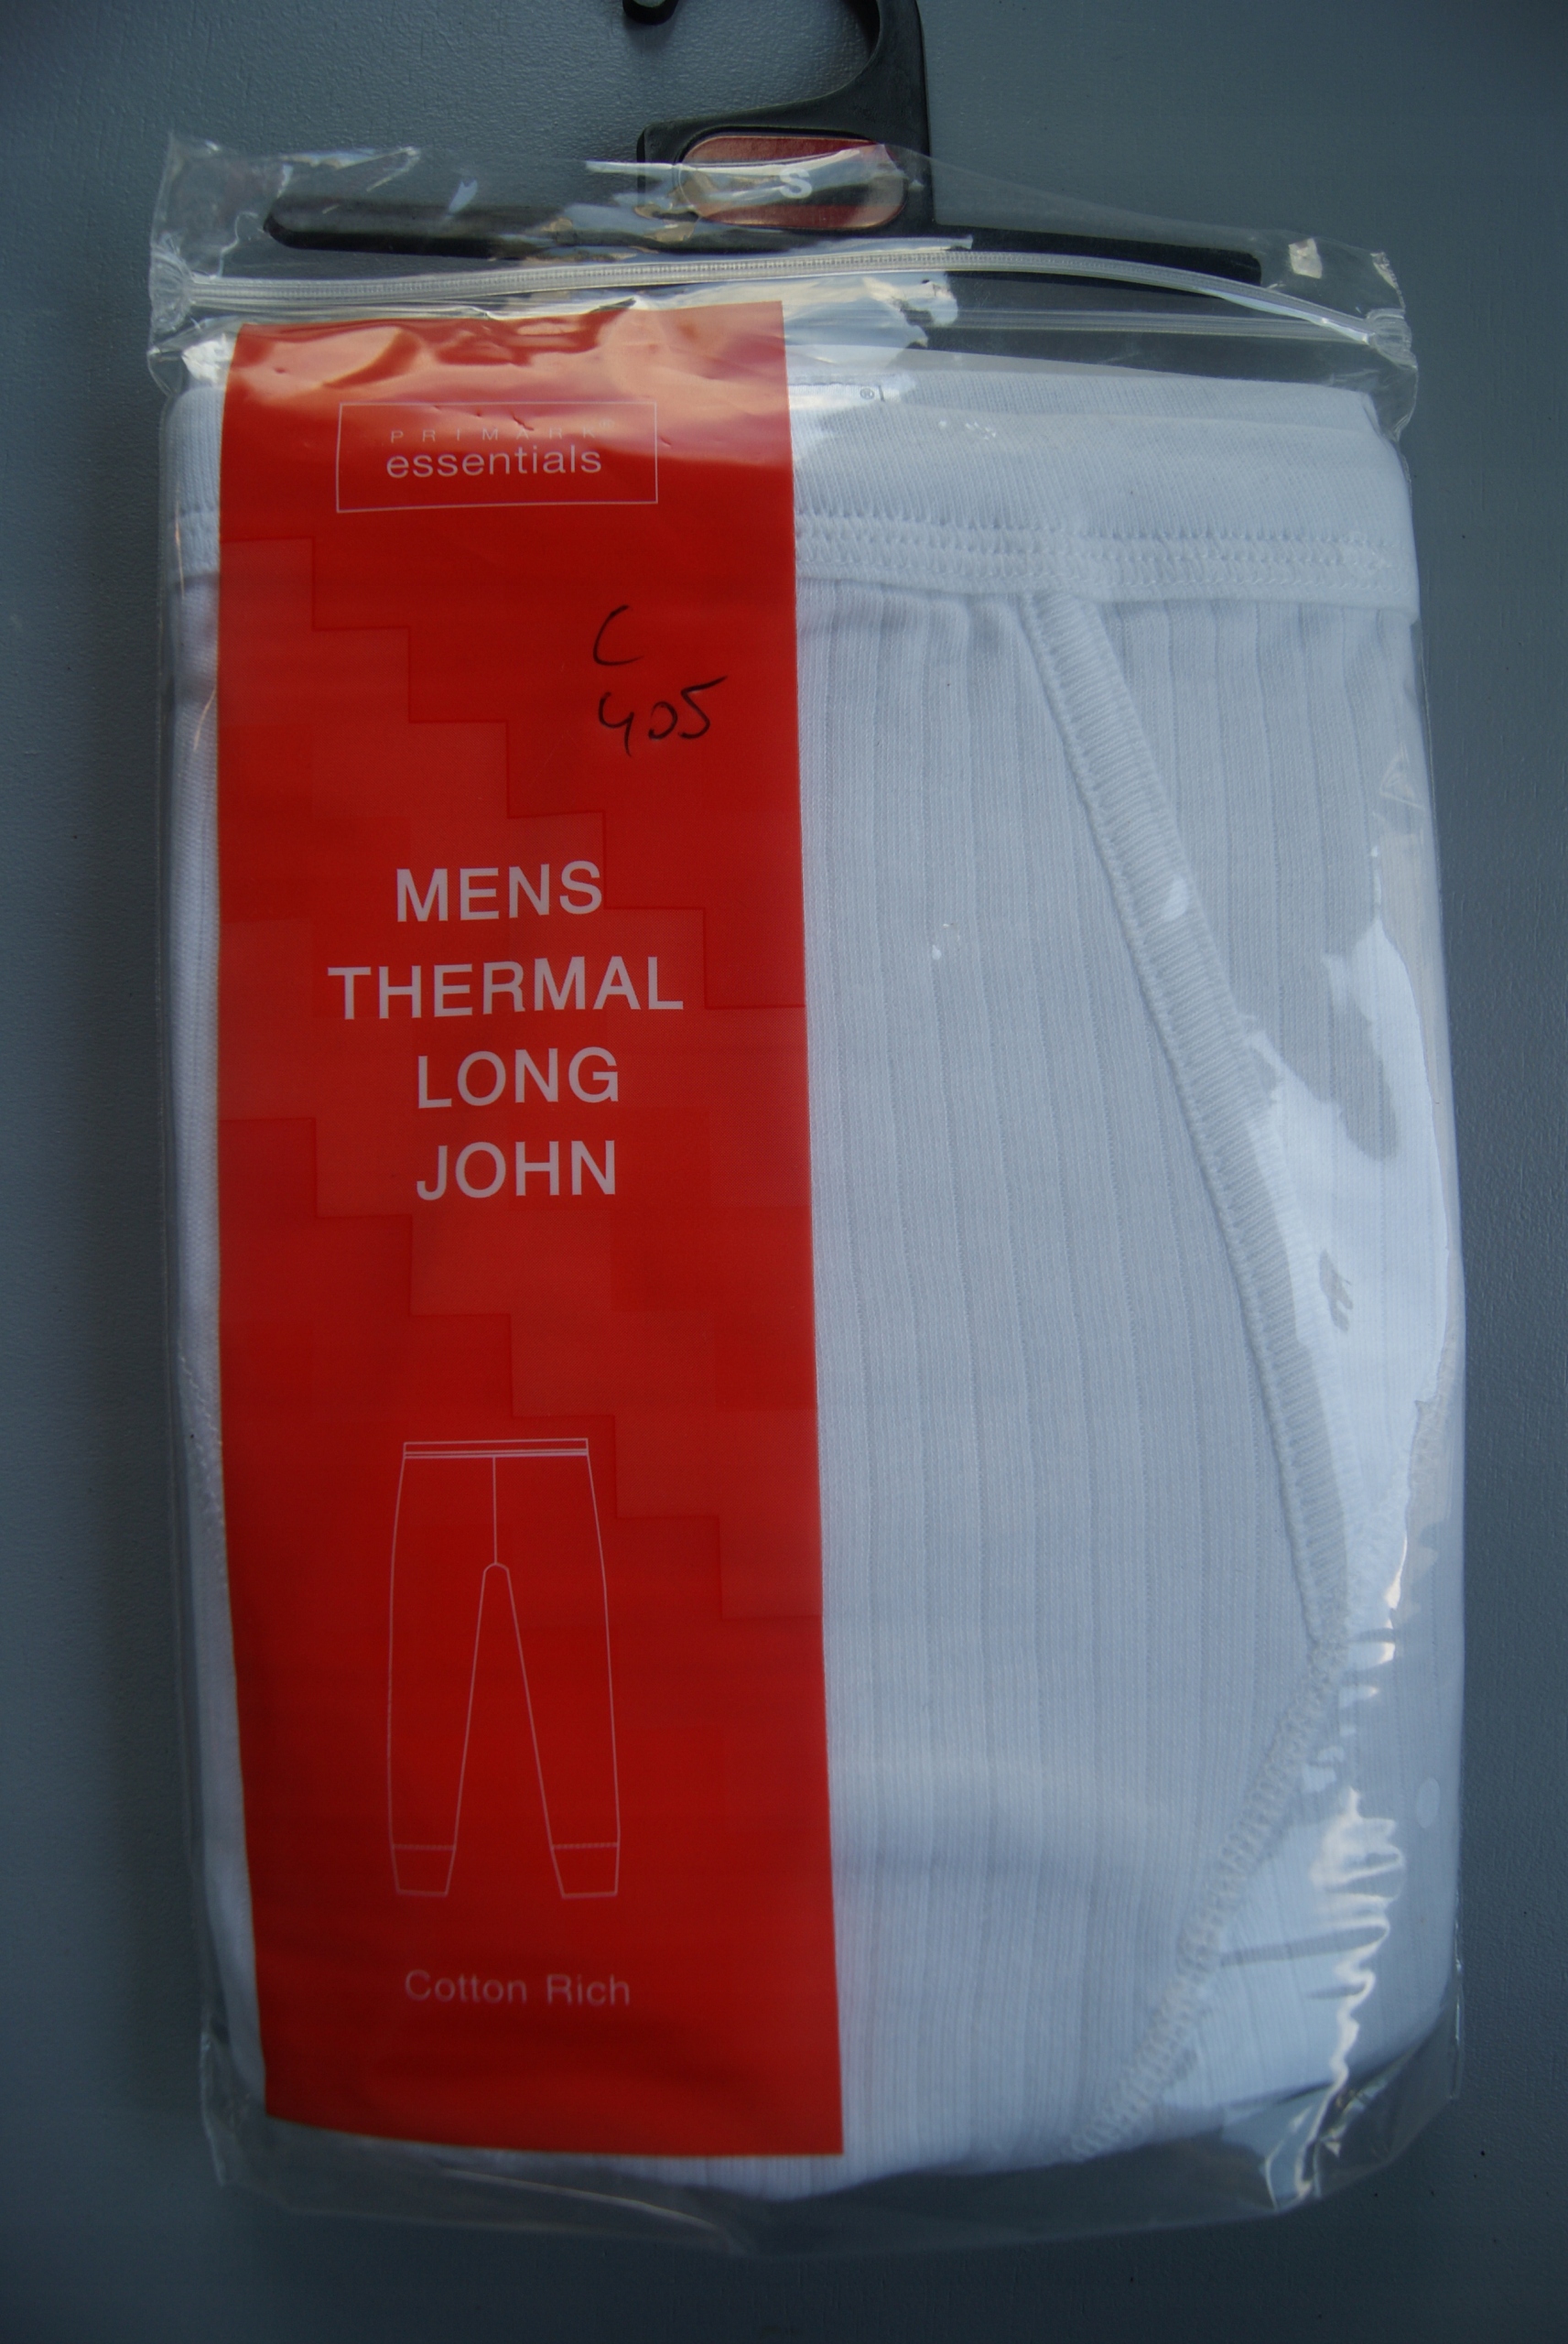 S
PRIMARK®
essentials
®
C
405
MENS
THERMAL
LONG
JOHN
Cotton Rich